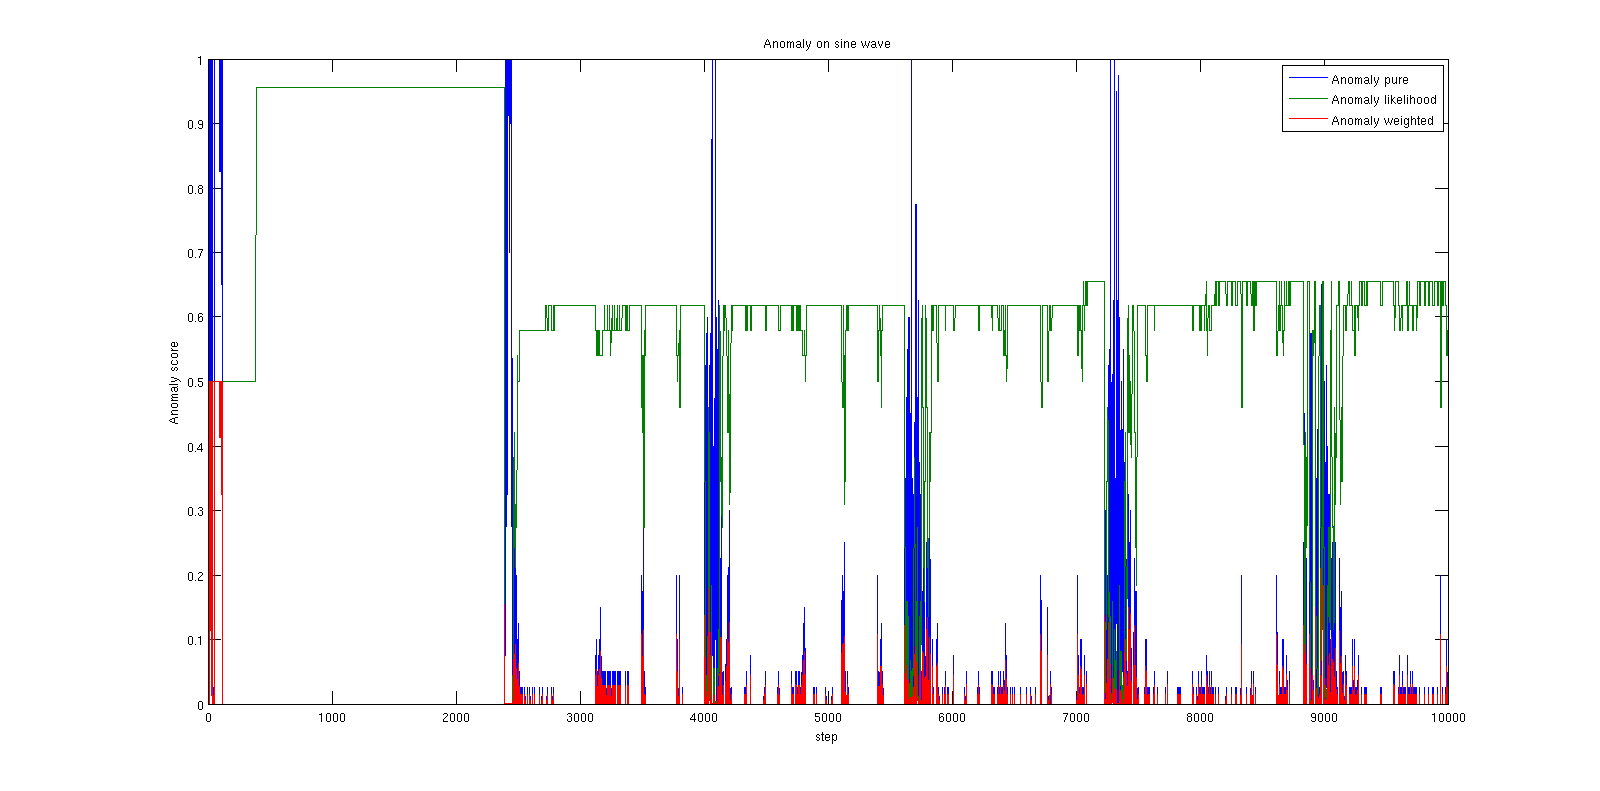 Anomaly on sine wave
Anomaly pure
Anomaly likelihood
Anomaly weighted
Anomaly score
1
0.9
0.8
0.7
0.6
0.5
0.4
0.3
0.2
0.1
0
0 1000 2000 3000 4000 5000 6000 7000 8000 9000 10000
step